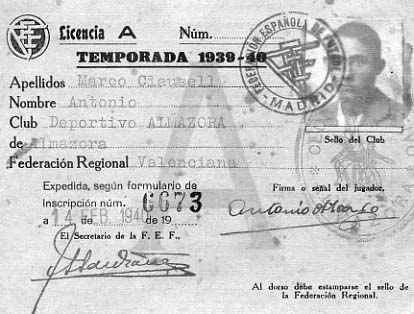 Licencia A Núm.
TEMPORADA 1939-40
Apellidos Marco Clausell
Nombre Antonio
Club Deportivo ALMAZORA
de Almazora
Federación Regional Valenciana
FEDERACIÓN ESPAÑOLA DE
MADRID
Sello del Club
Expedida, según formulario de
inscripción núm. 6673
a 14 FEB 1940 de 19
El Secretario de la F. E. F.,
Firma o señal del jugador,
Antonio Marco
Al dorso debe estamparse el sello de
la Federación Regional.